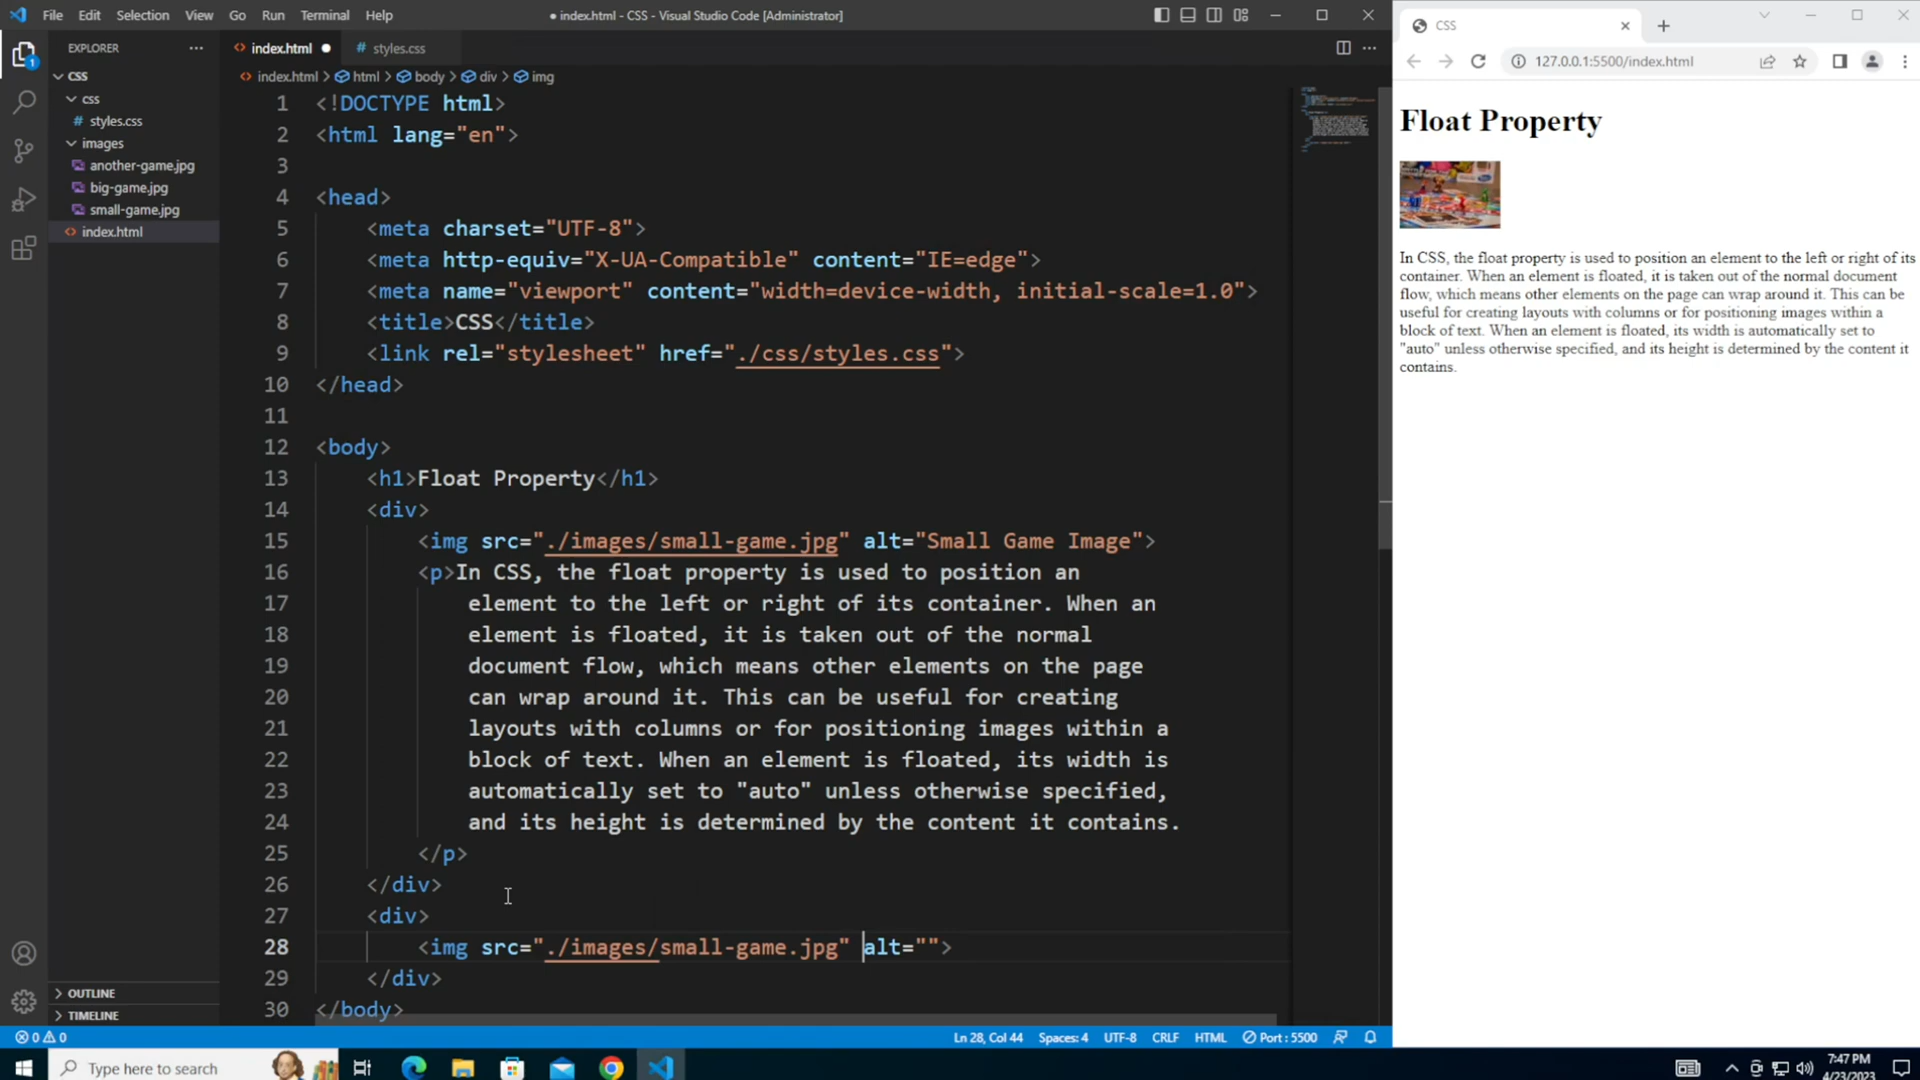 File Edit Selection View Go Run Terminal Help
● index.html - CSS - Visual Studio Code [Administrator]
EXPLORER
CSS
css
# styles.css
images
another-game.jpg
big-game.jpg
small-game.jpg
<> index.html
OUTLINE
TIMELINE
<> index.html ●
# styles.css
<> index.html > html > body > div > img
1 <!DOCTYPE html>
2 <html lang="en">
3
4 <head>
5 <meta charset="UTF-8">
6 <meta http-equiv="X-UA-Compatible" content="IE=edge">
7 <meta name="viewport" content="width=device-width, initial-scale=1.0">
8 <title>CSS</title>
9 <link rel="stylesheet" href="./css/styles.css">
10 </head>
11
12 <body>
13 <h1>Float Property</h1>
14 <div>
15 <img src="./images/small-game.jpg" alt="Small Game Image">
16 <p>In CSS, the float property is used to position an
17 element to the left or right of its container. When an
18 element is floated, it is taken out of the normal
19 document flow, which means other elements on the page
20 can wrap around it. This can be useful for creating
21 layouts with columns or for positioning images within a
22 block of text. When an element is floated, its width is
23 automatically set to "auto" unless otherwise specified,
24 and its height is determined by the content it contains.
25 </p>
26 </div>
27 <div>
28 <img src="./images/small-game.jpg" alt="">
29 </div>
30 </body>
0 0
Ln 28, Col 44 Spaces: 4 UTF-8 CRLF HTML Port : 5500
CSS
127.0.0.1:5500/index.html
Float Property
In CSS, the float property is used to position an element to the left or right of its
container. When an element is floated, it is taken out of the normal document
flow, which means other elements on the page can wrap around it. This can be
useful for creating layouts with columns or for positioning images within a
block of text. When an element is floated, its width is automatically set to
"auto" unless otherwise specified, and its height is determined by the content it
contains.
Type here to search
7:47 PM
4/23/2023